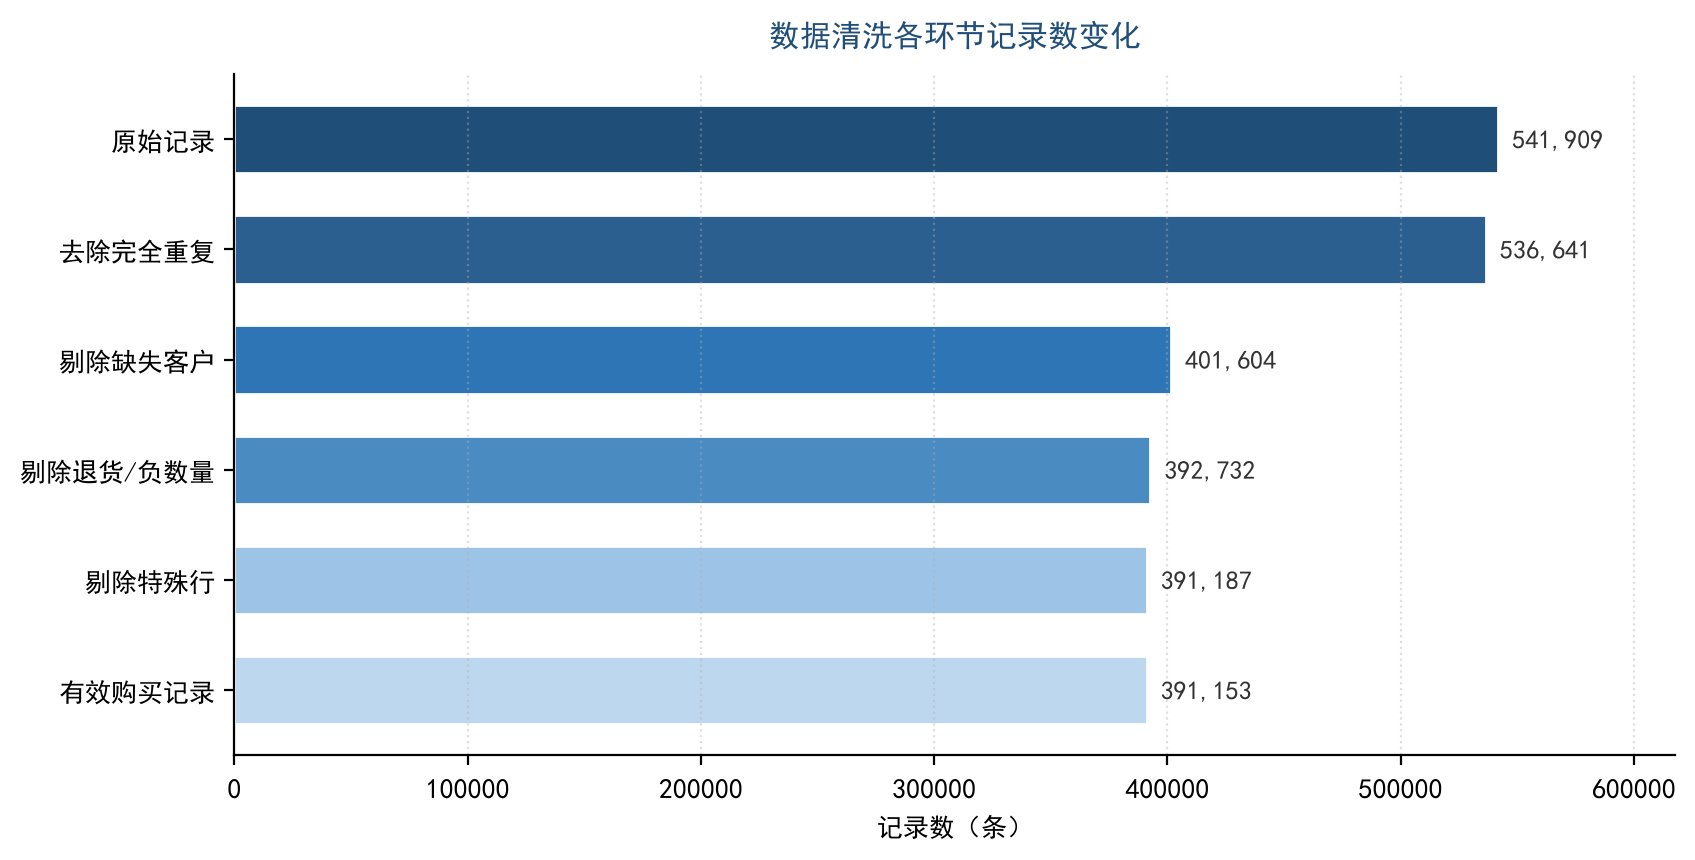 数据清洗各环节记录数变化
原始记录 541,909
去除完全重复 536,641
剔除缺失客户 401,604
剔除退货/负数量 392,732
剔除特殊行 391,187
有效购买记录 391,153
0 100000 200000 300000 400000 500000 600000
记录数（条）